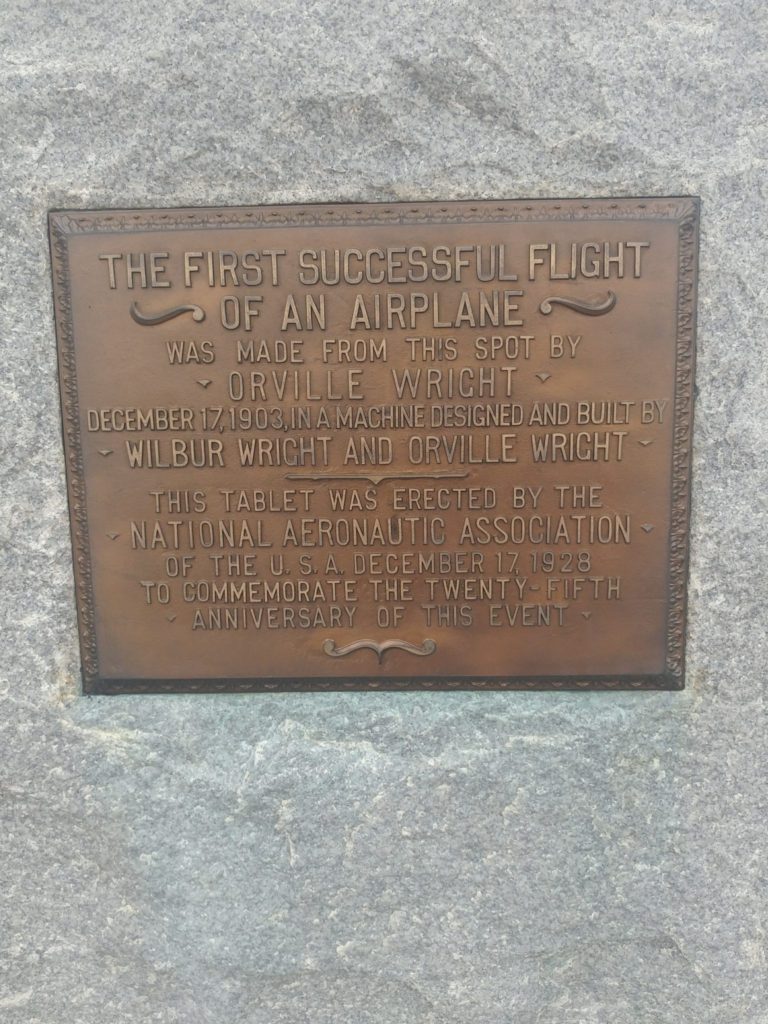 THE FIRST SUCCESSFUL FLIGHT
OF AN AIRPLANE
WAS MADE FROM THIS SPOT BY
ORVILLE WRIGHT
DECEMBER 17, 1903, IN A MACHINE DESIGNED AND BUILT BY
WILBUR WRIGHT AND ORVILLE WRIGHT
THIS TABLET WAS ERECTED BY THE
NATIONAL AERONAUTIC ASSOCIATION
OF THE U. S. A. DECEMBER 17, 1928
TO COMMEMORATE THE TWENTY-FIFTH
ANNIVERSARY OF THIS EVENT